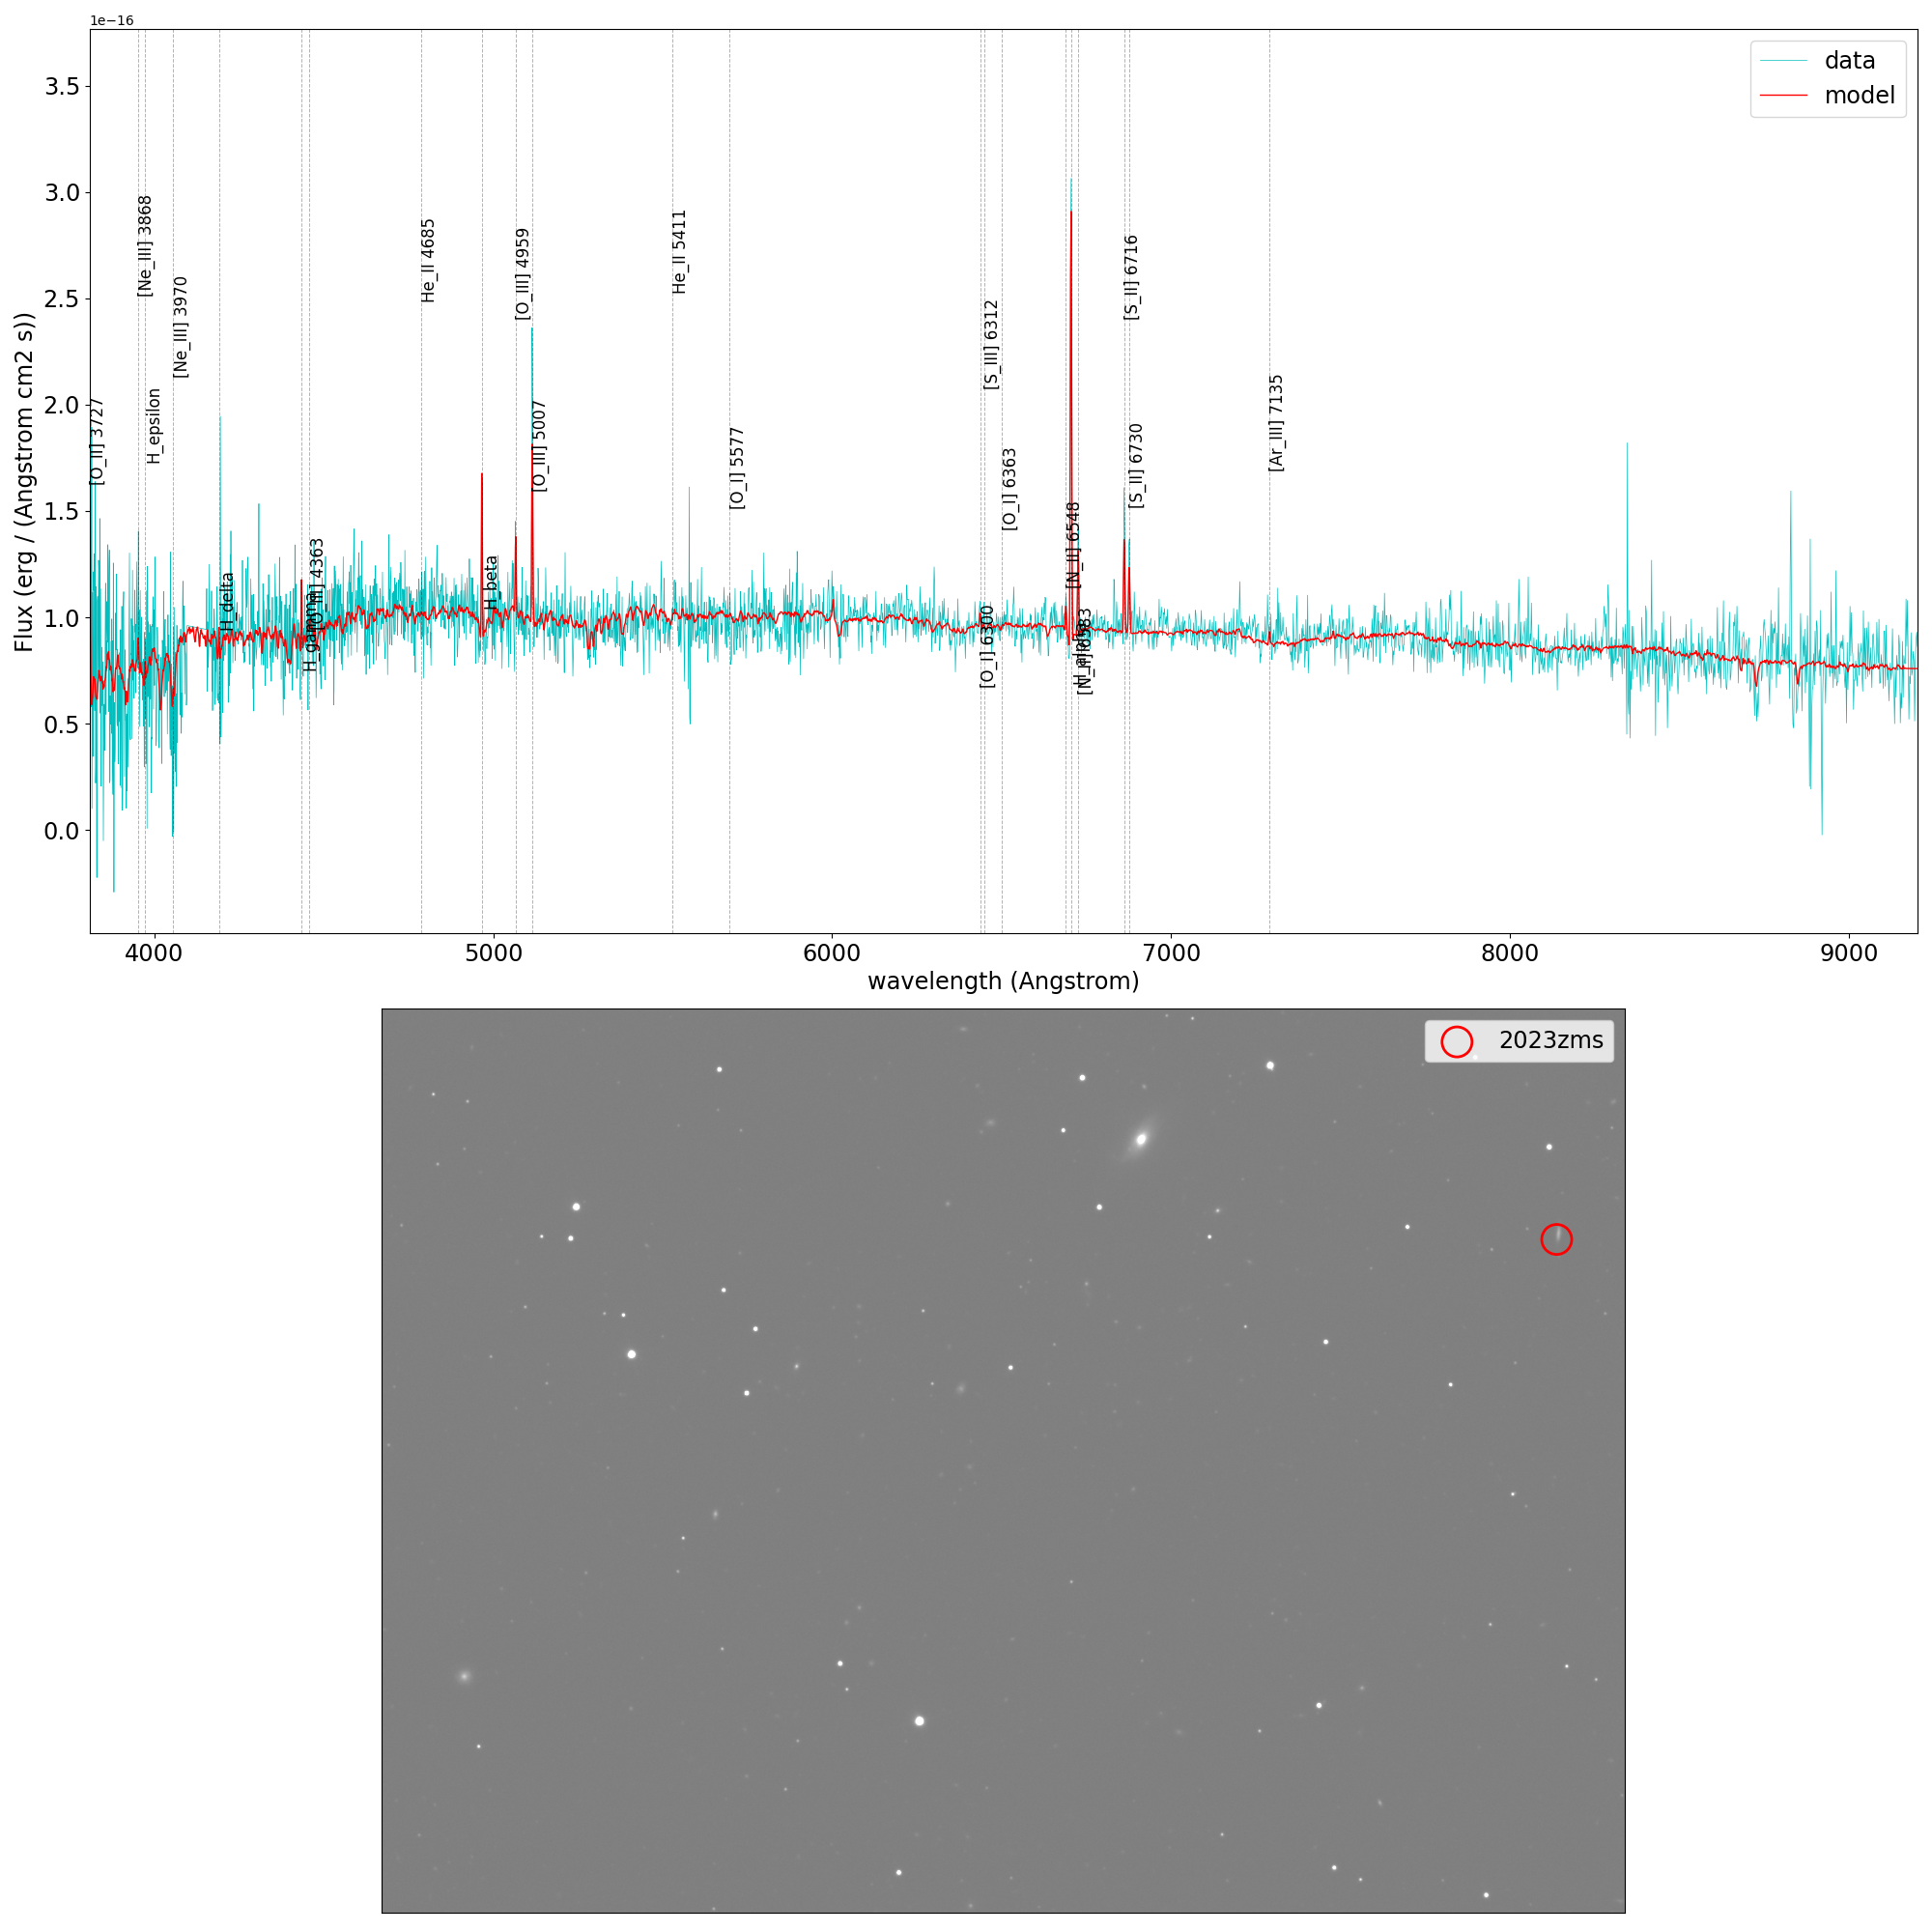 1e−16
data
model
3.5
3.0
2.5
2.0
1.5
1.0
0.5
0.0
Flux (erg / (Angstrom cm2 s))
[O_II] 3727
[Ne_III] 3868
H_epsilon
[Ne_III] 3970
H_delta
H_gamma
[O_III] 4363
He_II 4685
H_beta
[O_III] 4959
[O_III] 5007
He_II 5411
[O_I] 5577
[O_I] 6300
[S_III] 6312
[O_I] 6363
[N_II] 6548
H_alpha
[N_II] 6583
[S_II] 6716
[S_II] 6730
[Ar_III] 7135
4000 5000 6000 7000 8000 9000
wavelength (Angstrom)
2023zms